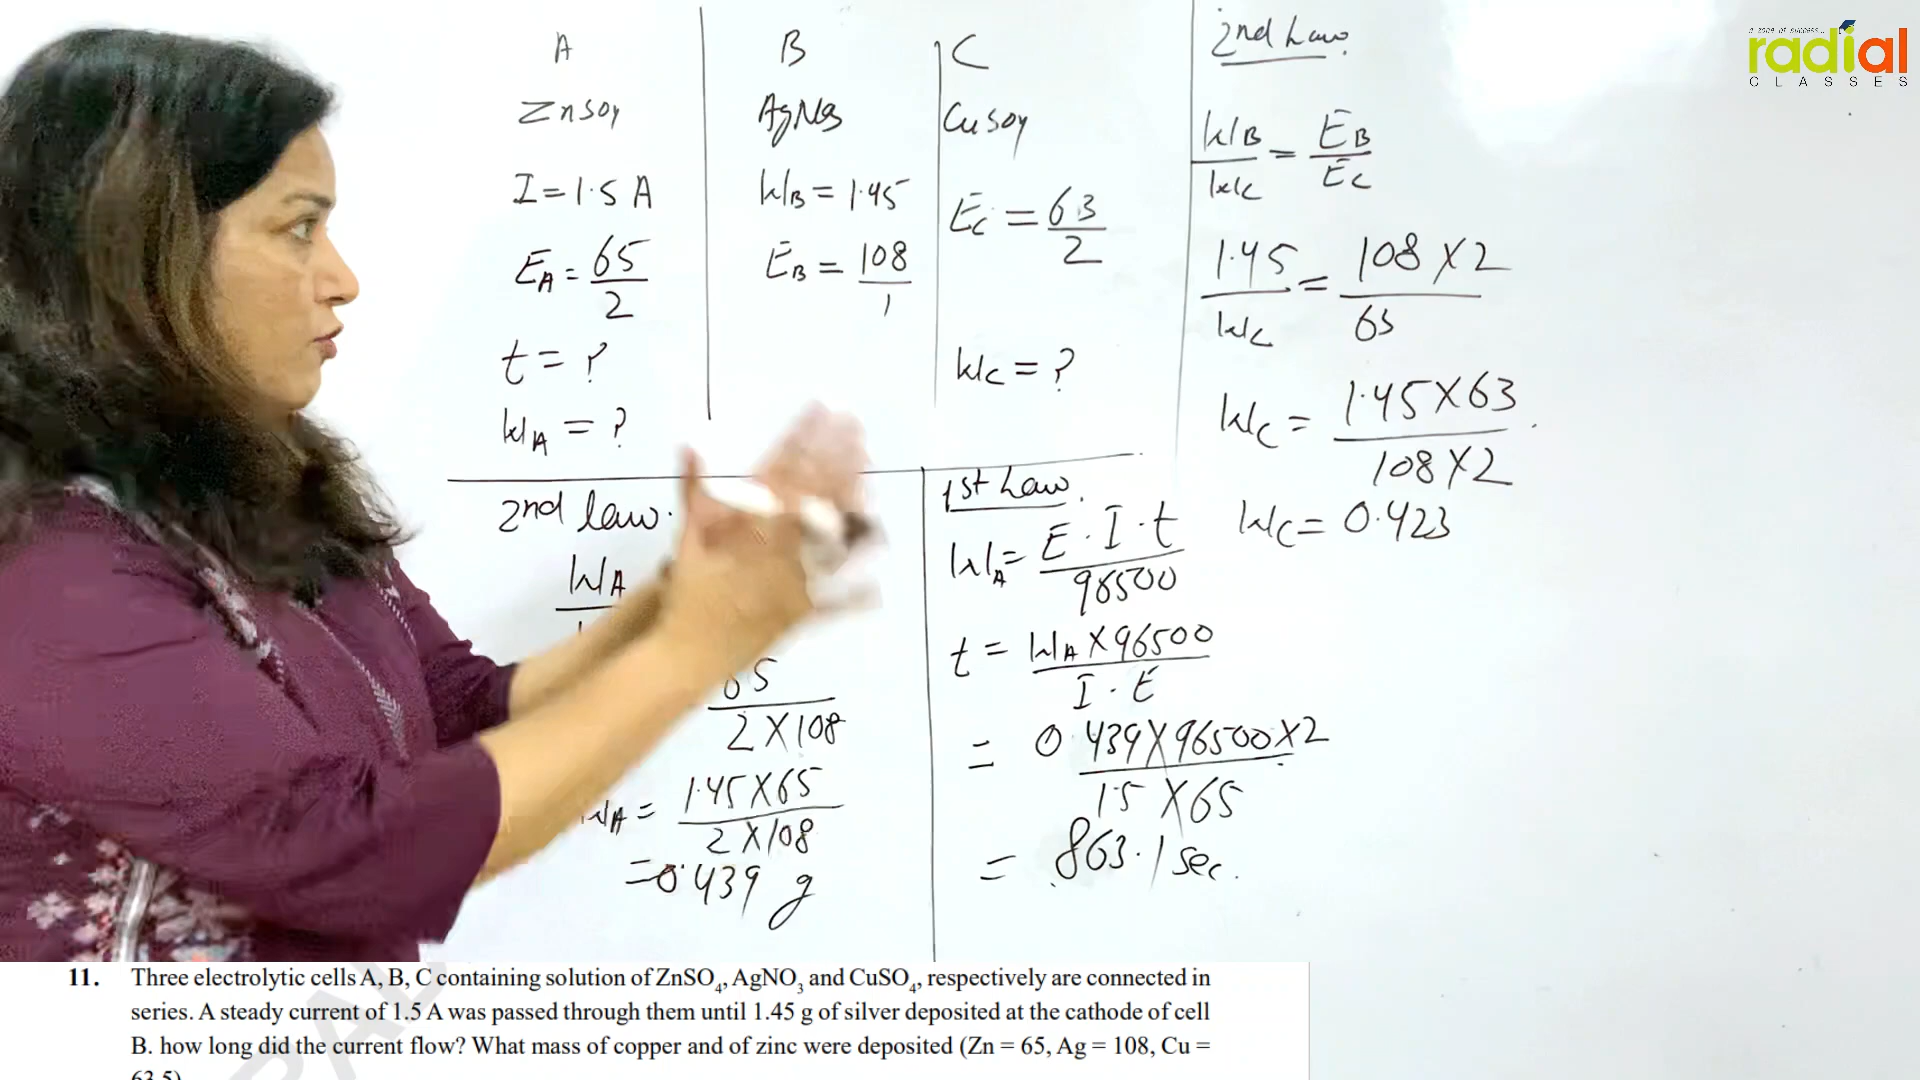 A
ZnSO4
I = 1.5 A
EA = 65/2
t = ?
WA = ?
B
AgNO3
WB = 1.45
EB = 108/1
C
CuSO4
EC = 63/2
WC = ?
2nd Law.
WB/WC = EB/EC
1.45/WC = 108 X 2/63
WC = 1.45 X 63/108 X 2
WC = 0.423
2nd law.
WA
65/2 X 108
WA = 1.45 X 65/2 X 108
= 0.439 g
1st Law.
WA = E . I . t/96500
t = WA X 96500/I . E
= 0.439 X 96500 X 2/1.5 X 65
= 863.1 sec.
A ZONE OF SUCCESS...
radial
CLASSES
11. Three electrolytic cells A, B, C containing solution of ZnSO4, AgNO3 and CuSO4, respectively are connected in
series. A steady current of 1.5 A was passed through them until 1.45 g of silver deposited at the cathode of cell
B. how long did the current flow? What mass of copper and of zinc were deposited (Zn = 65, Ag = 108, Cu =
63.5)